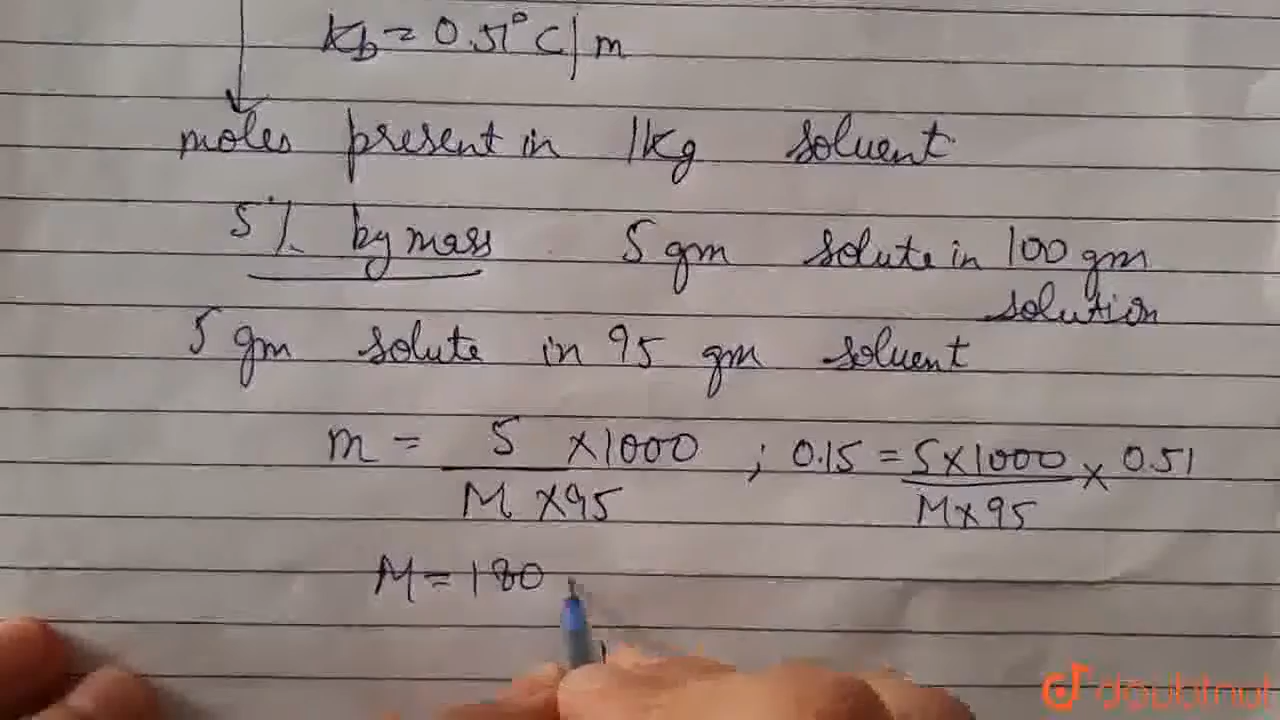 Kb = 0.51°C/m
moles present in 1kg solvent
5% by mass . 5 gm solute in 100 gm
solution
5 gm solute in 95 gm solvent
m = 5 × 1000 / M × 95 ; 0.15 = 5 × 1000 / M × 95 × 0.51
M = 180
doubtnut